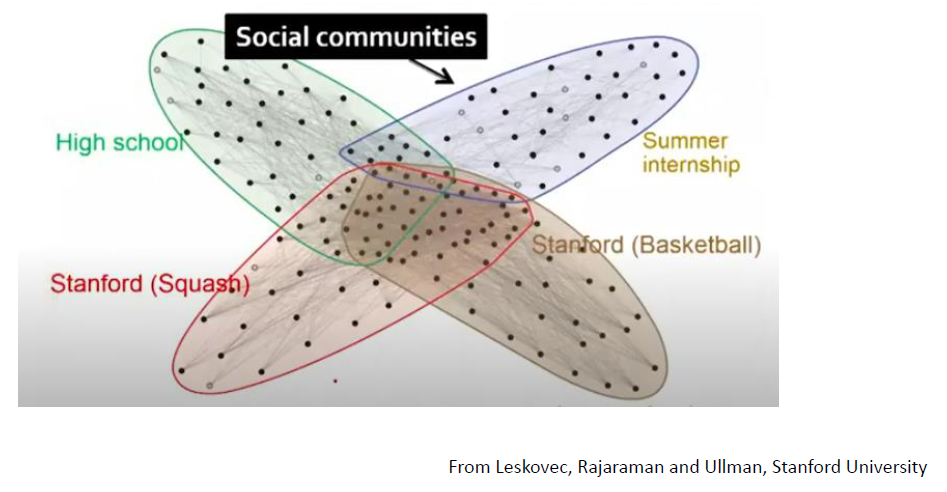 Social communities
High school
Summer
internship
Stanford (Basketball)
Stanford (Squash)
From Leskovec, Rajaraman and Ullman, Stanford University